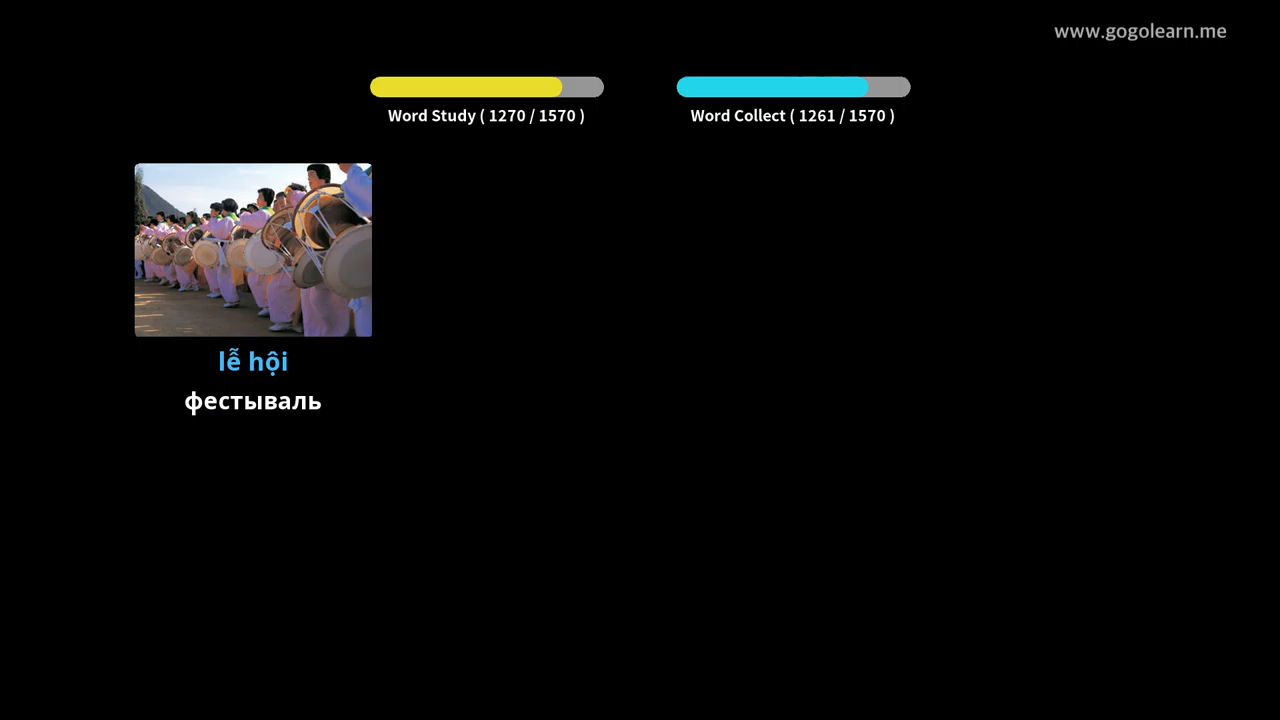 www.gogolearn.me
Word Study ( 1270 / 1570 )
Word Collect ( 1261 / 1570 )
lễ hội
фестываль